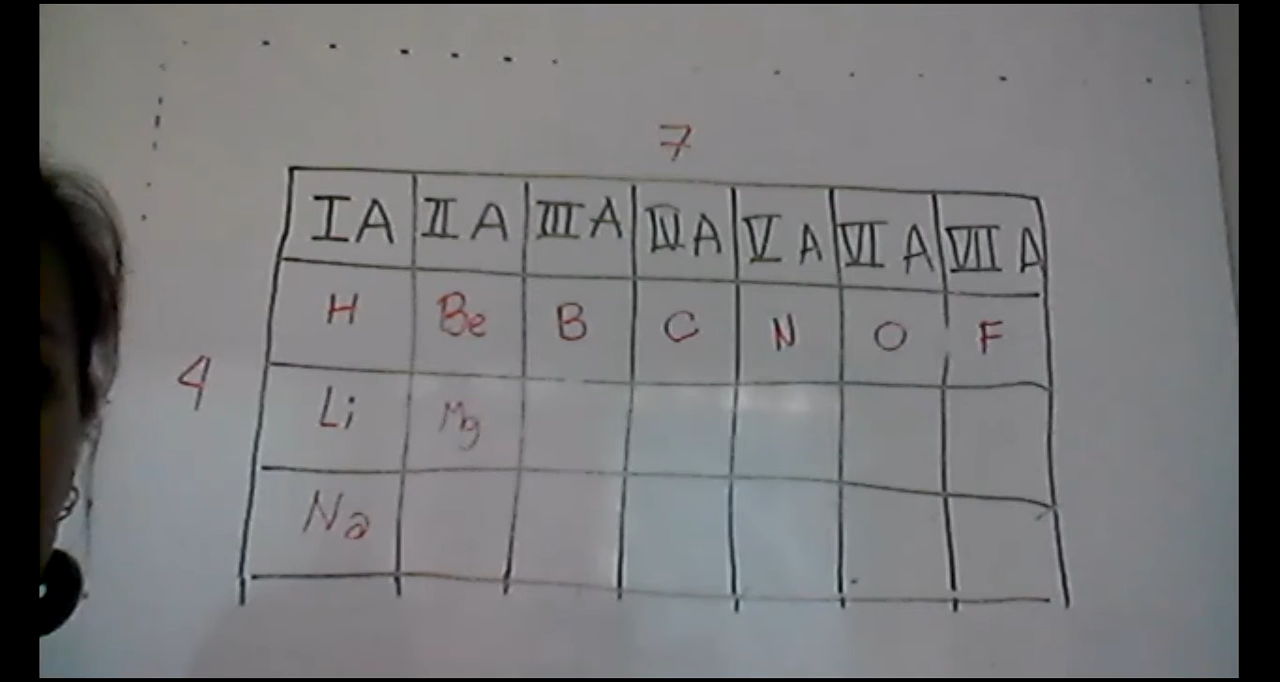 7
IA IIA IIIA IVA VA VIA VIIA
H Be B C N O F
4
Li Mg
Na